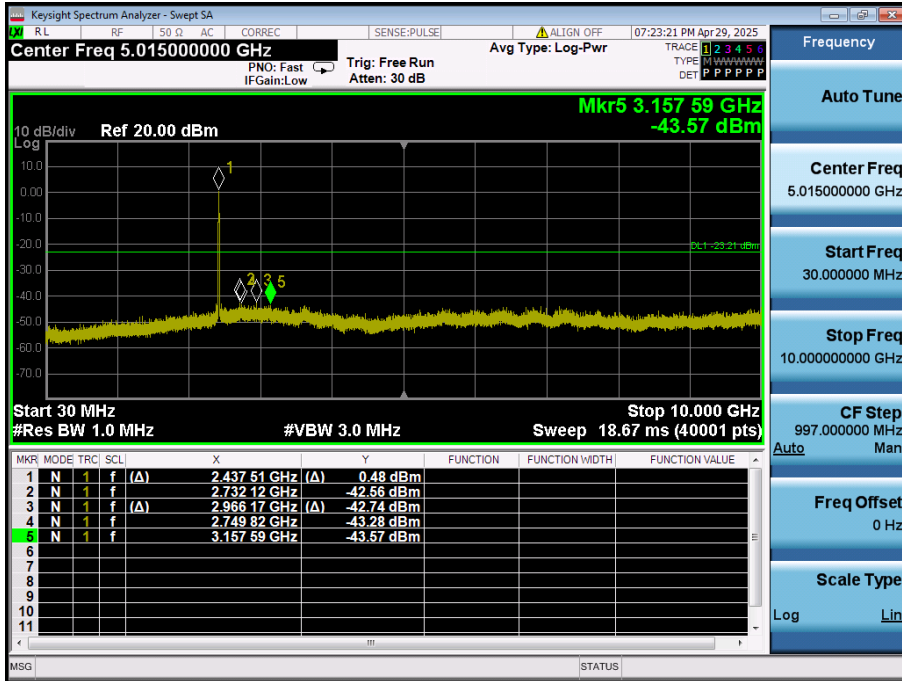 Keysight Spectrum Analyzer - Swept SA
LXI RL RF 50 Ω AC CORREC SENSE:PULSE ALIGN OFF 07:23:21 PM Apr 29, 2025
Center Freq 5.015000000 GHz Avg Type: Log-Pwr TRACE 1 2 3 4 5 6
PNO: Fast Trig: Free Run TYPE M WWWWW
IFGain:Low Atten: 30 dB DET P P P P P P
Mkr5 3.157 59 GHz
10 dB/div Ref 20.00 dBm -43.57 dBm
Log
10.0
0.00
-10.0
-20.0
-30.0
-40.0
-50.0
-60.0
-70.0
1
2 3 5
DL1 -23.21 dBm
Start 30 MHz Stop 10.000 GHz
#Res BW 1.0 MHz #VBW 3.0 MHz Sweep 18.67 ms (40001 pts)
MKR MODE TRC SCL X Y FUNCTION FUNCTION WIDTH FUNCTION VALUE
1 N 1 f (Δ) 2.437 51 GHz (Δ) 0.48 dBm
2 N 1 f 2.732 12 GHz -42.56 dBm
3 N 1 f (Δ) 2.966 17 GHz (Δ) -42.74 dBm
4 N 1 f 2.749 82 GHz -43.28 dBm
5 N 1 f 3.157 59 GHz -43.57 dBm
6
7
8
9
10
11
MSG STATUS
Frequency
Auto Tune
Center Freq
5.015000000 GHz
Start Freq
30.000000 MHz
Stop Freq
10.000000000 GHz
CF Step
997.000000 MHz
Auto Man
Freq Offset
0 Hz
Scale Type
Log Lin